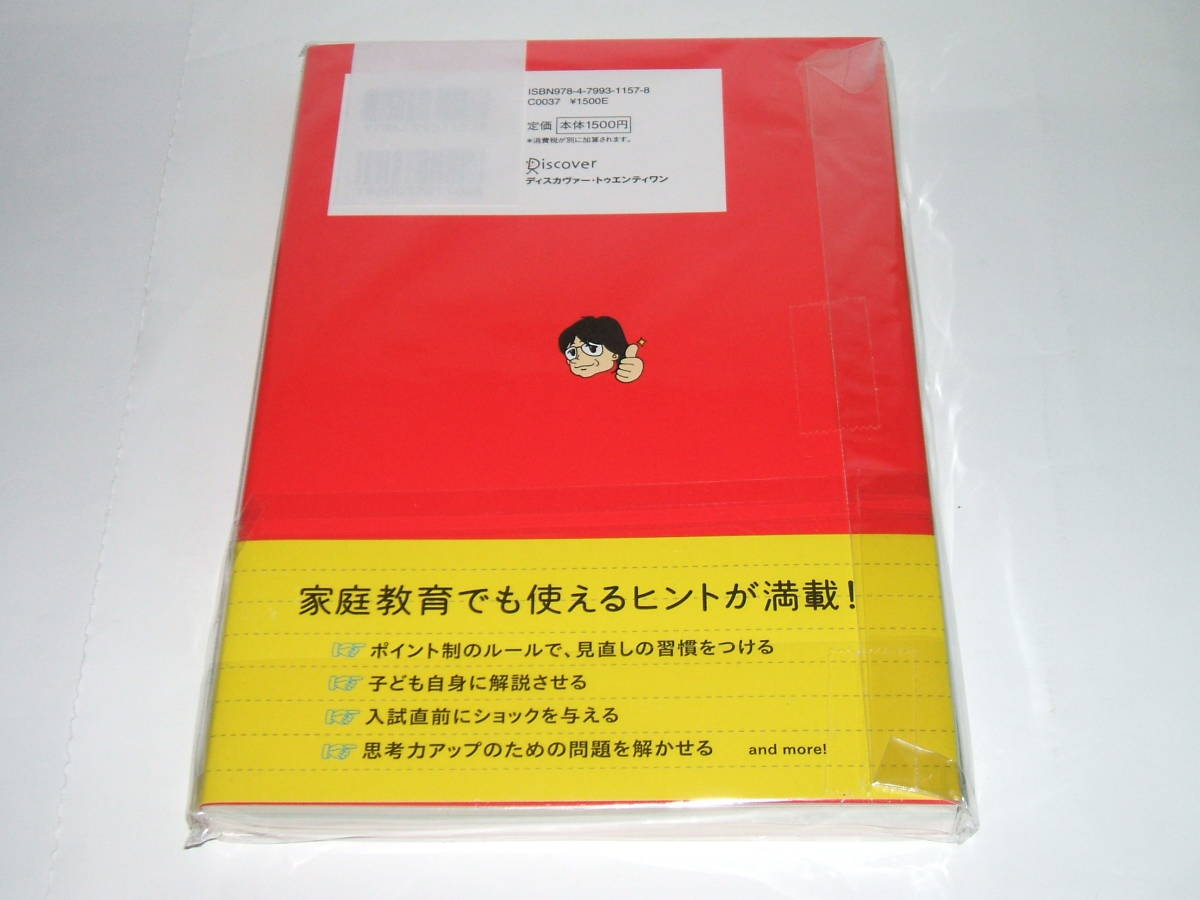 ISBN978-4-7993-1157-8
C0037 ¥1500E
定価 本体1500円
*消費税が別に加算されます。
Discover
ディスカヴァー・トゥエンティワン
家庭教育でも使えるヒントが満載!
ポイント制のルールで、見直しの習慣をつける
子ども自身に解説させる
入試直前にショックを与える
思考力アップのための問題を解かせる and more!